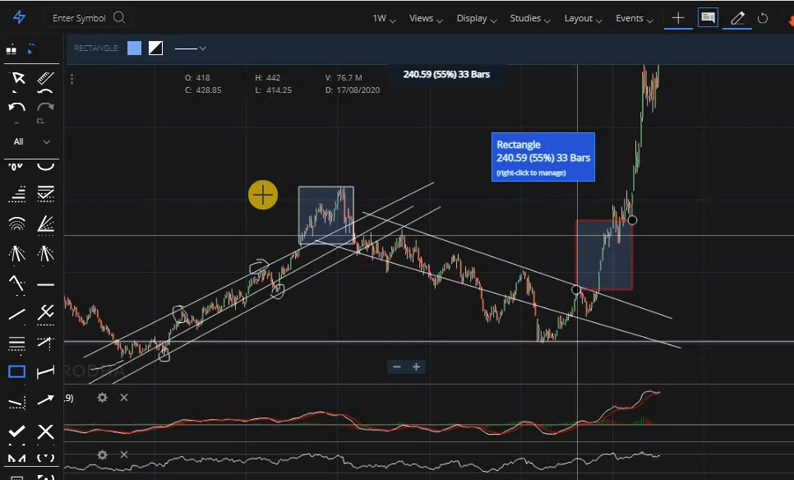 Enter Symbol
1W Views Display Studies Layout Events
RECTANGLE:
O: 418 H: 442 V: 76.7 M
C: 428.85 L: 414.25 D: 17/08/2020
240.59 (55%) 33 Bars
All
Rectangle
240.59 (55%) 33 Bars
(right-click to manage)
,9)